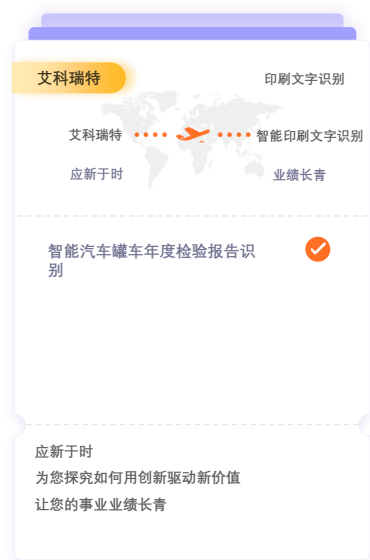 艾科瑞特
印刷文字识别
艾科瑞特
智能印刷文字识别
应新于时
业绩长青
智能汽车罐车年度检验报告识
别
应新于时
为您探究如何用创新驱动新价值
让您的事业业绩长青